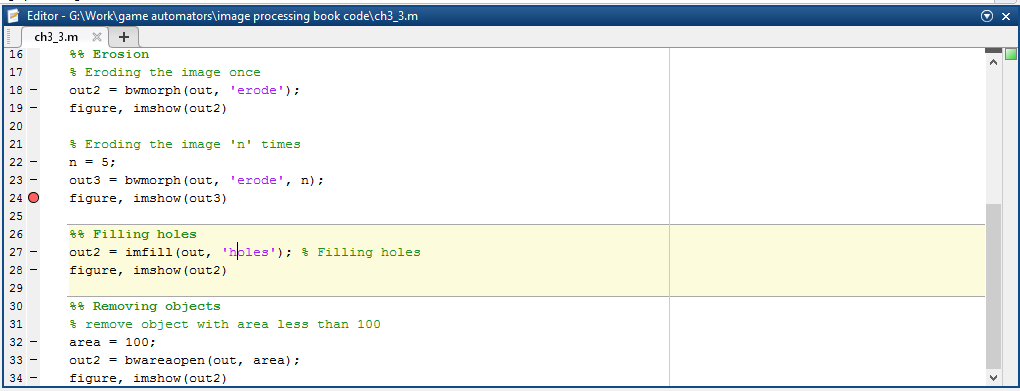 Editor - G:\Work\game automators\image processing book code\ch3_3.m
ch3_3.m
16 %% Erosion
17 % Eroding the image once
18 - out2 = bwmorph(out, 'erode');
19 - figure, imshow(out2)
20
21 % Eroding the image 'n' times
22 - n = 5;
23 - out3 = bwmorph(out, 'erode', n);
24 figure, imshow(out3)
25
26 %% Filling holes
27 - out2 = imfill(out, 'holes'); % Filling holes
28 - figure, imshow(out2)
29
30 %% Removing objects
31 % remove object with area less than 100
32 - area = 100;
33 - out2 = bwareaopen(out, area);
34 - figure, imshow(out2)